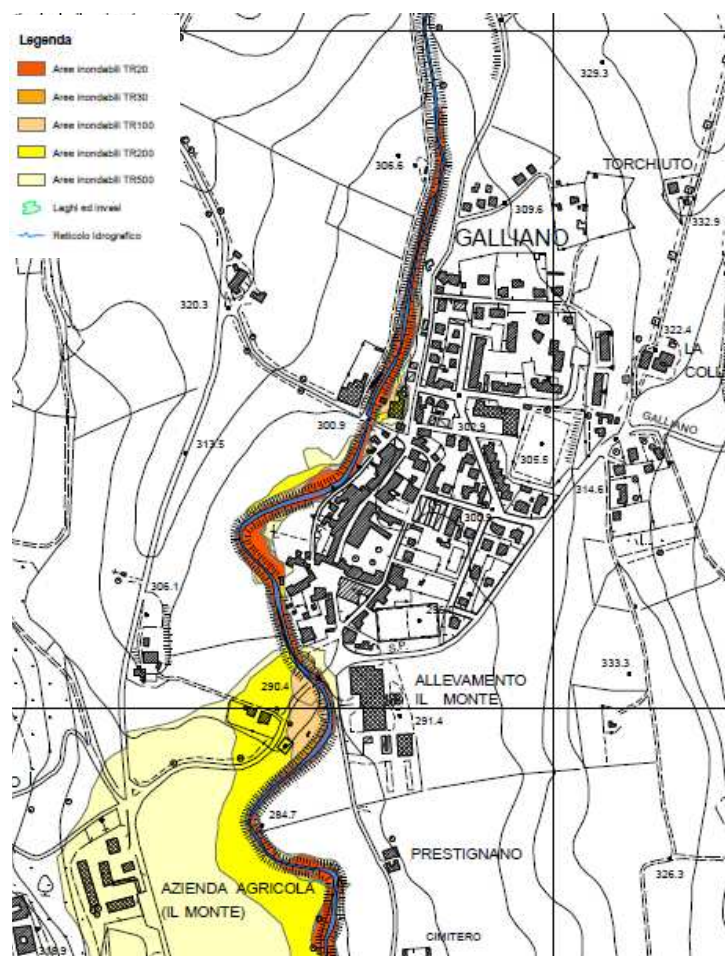 Legenda
Aree inondabili TR20
Aree inondabili TR30
Aree inondabili TR100
Aree inondabili TR200
Aree inondabili TR500
Laghi ed invasi
Reticolo Idrografico
329.3
306.6
TORCHIUTO
309.6
GALLIANO
332.9
320.3
322.4
LA
COLL
GALLIANO
300.9
300.9
313.5
305.5
314.6
306.1
S.P.
333.3
290.4
ALLEVAMENTO
IL MONTE
291.4
284.7
PRESTIGNANO
326.3
AZIENDA AGRICOLA
(IL MONTE)
CIMITERO